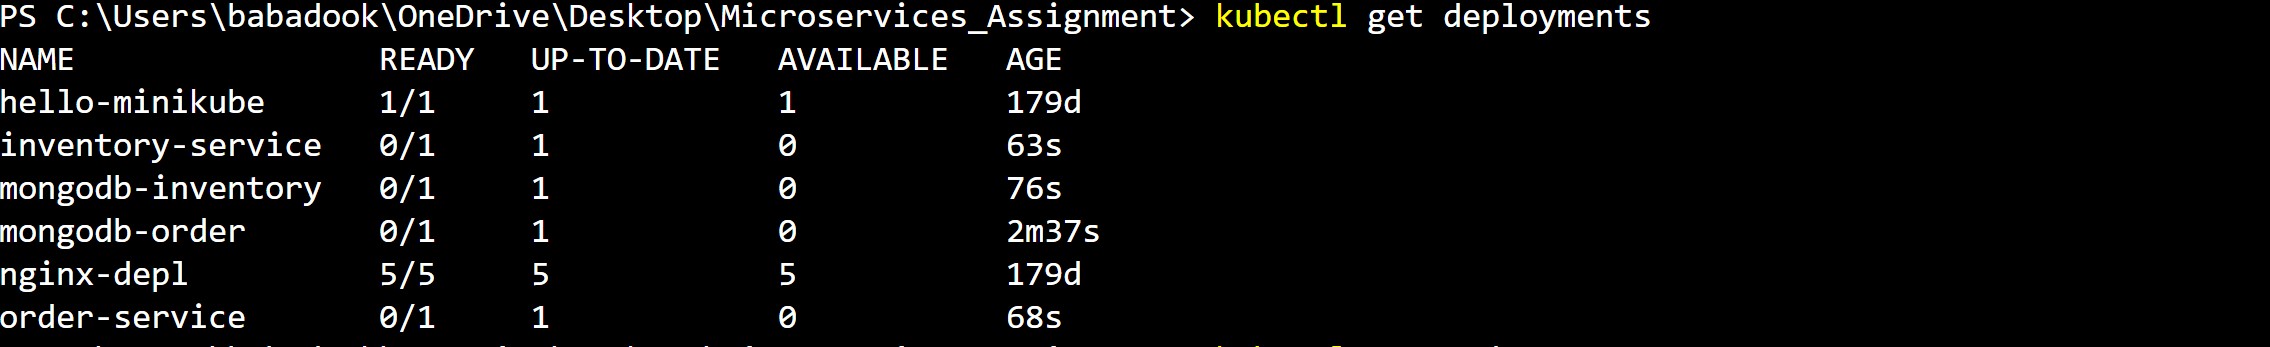 PS C:\Users\babadook\OneDrive\Desktop\Microservices_Assignment> kubectl get deployments
NAME READY UP-TO-DATE AVAILABLE AGE
hello-minikube 1/1 1 1 179d
inventory-service 0/1 1 0 63s
mongodb-inventory 0/1 1 0 76s
mongodb-order 0/1 1 0 2m37s
nginx-depl 5/5 5 5 179d
order-service 0/1 1 0 68s